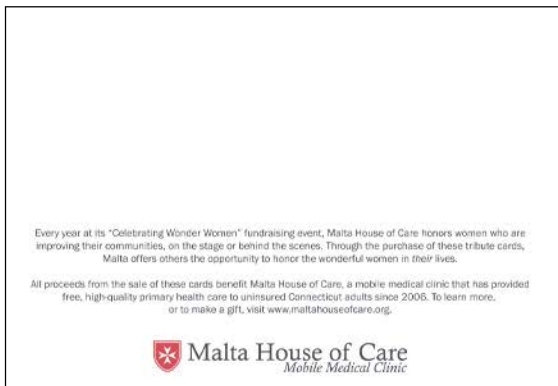 Every year at its "Celebrating Wonder Women" fundraising event, Malta House of Care honors women who are
improving their communities, on the stage or behind the scenes. Through the purchase of these tribute cards,
Malta offers others the opportunity to honor the wonderful women in their lives.
All proceeds from the sale of these cards benefit Malta House of Care, a mobile medical clinic that has provided
free, high-quality primary health care to uninsured Connecticut adults since 2006. To learn more,
or to make a gift, visit www.maltahouseofcare.org.
Malta House of Care
Mobile Medical Clinic